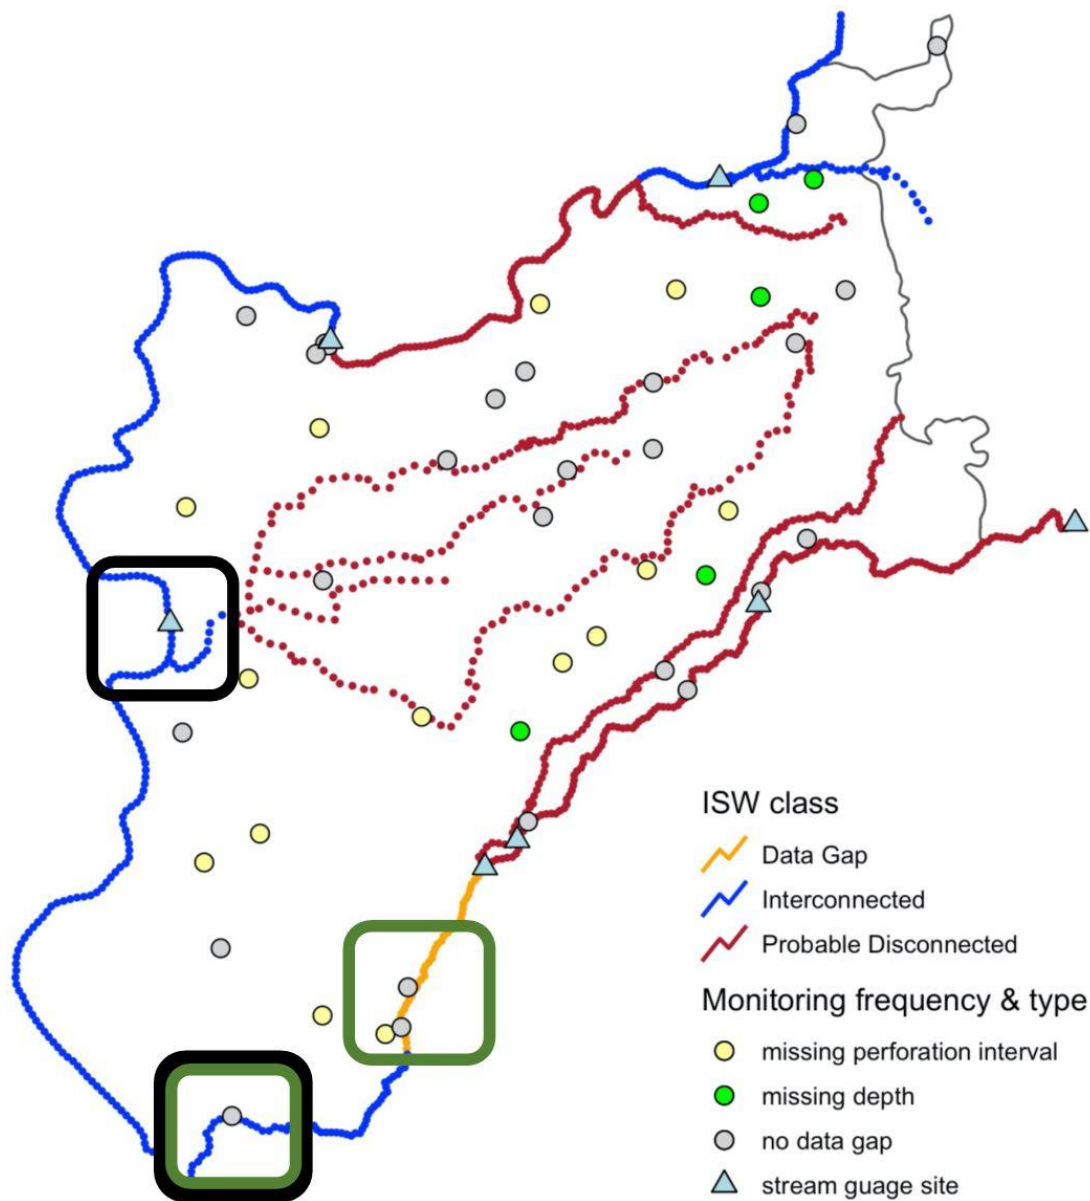 ISW class
Data Gap
Interconnected
Probable Disconnected
Monitoring frequency & type
missing perforation interval
missing depth
no data gap
stream guage site